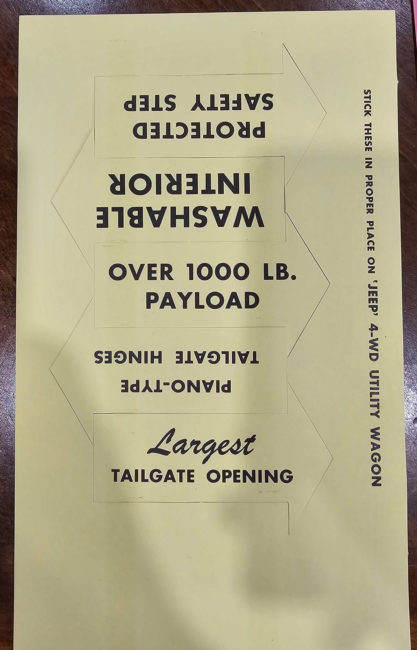 PROTECTED
SAFETY STEP
WASHABLE
INTERIOR
OVER 1000 LB.
PAYLOAD
PIANO-TYPE
TAILGATE HINGES
Largest
TAILGATE OPENING
STICK THESE IN PROPER PLACE ON 'JEEP' 4-WD UTILITY WAGON